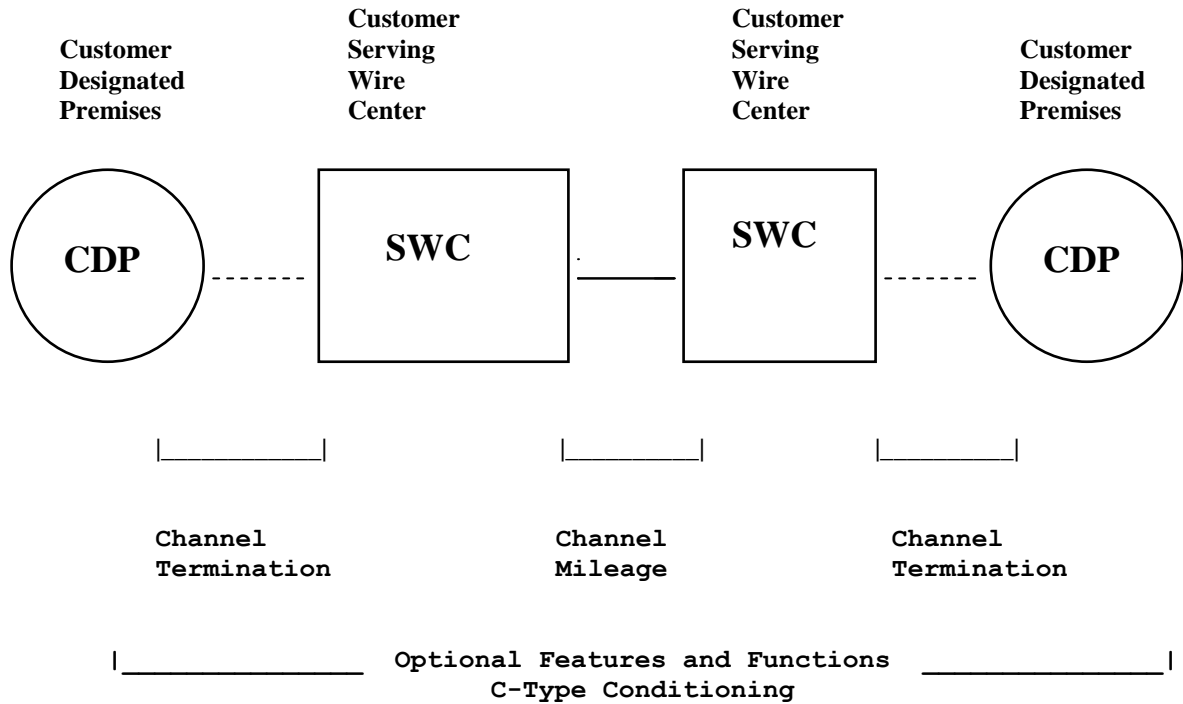 Customer
Designated
Premises
Customer
Serving
Wire
Center
Customer
Serving
Wire
Center
Customer
Designated
Premises
CDP
SWC
SWC
CDP
Channel
Termination
Channel
Mileage
Channel
Termination
Optional Features and Functions
C-Type Conditioning